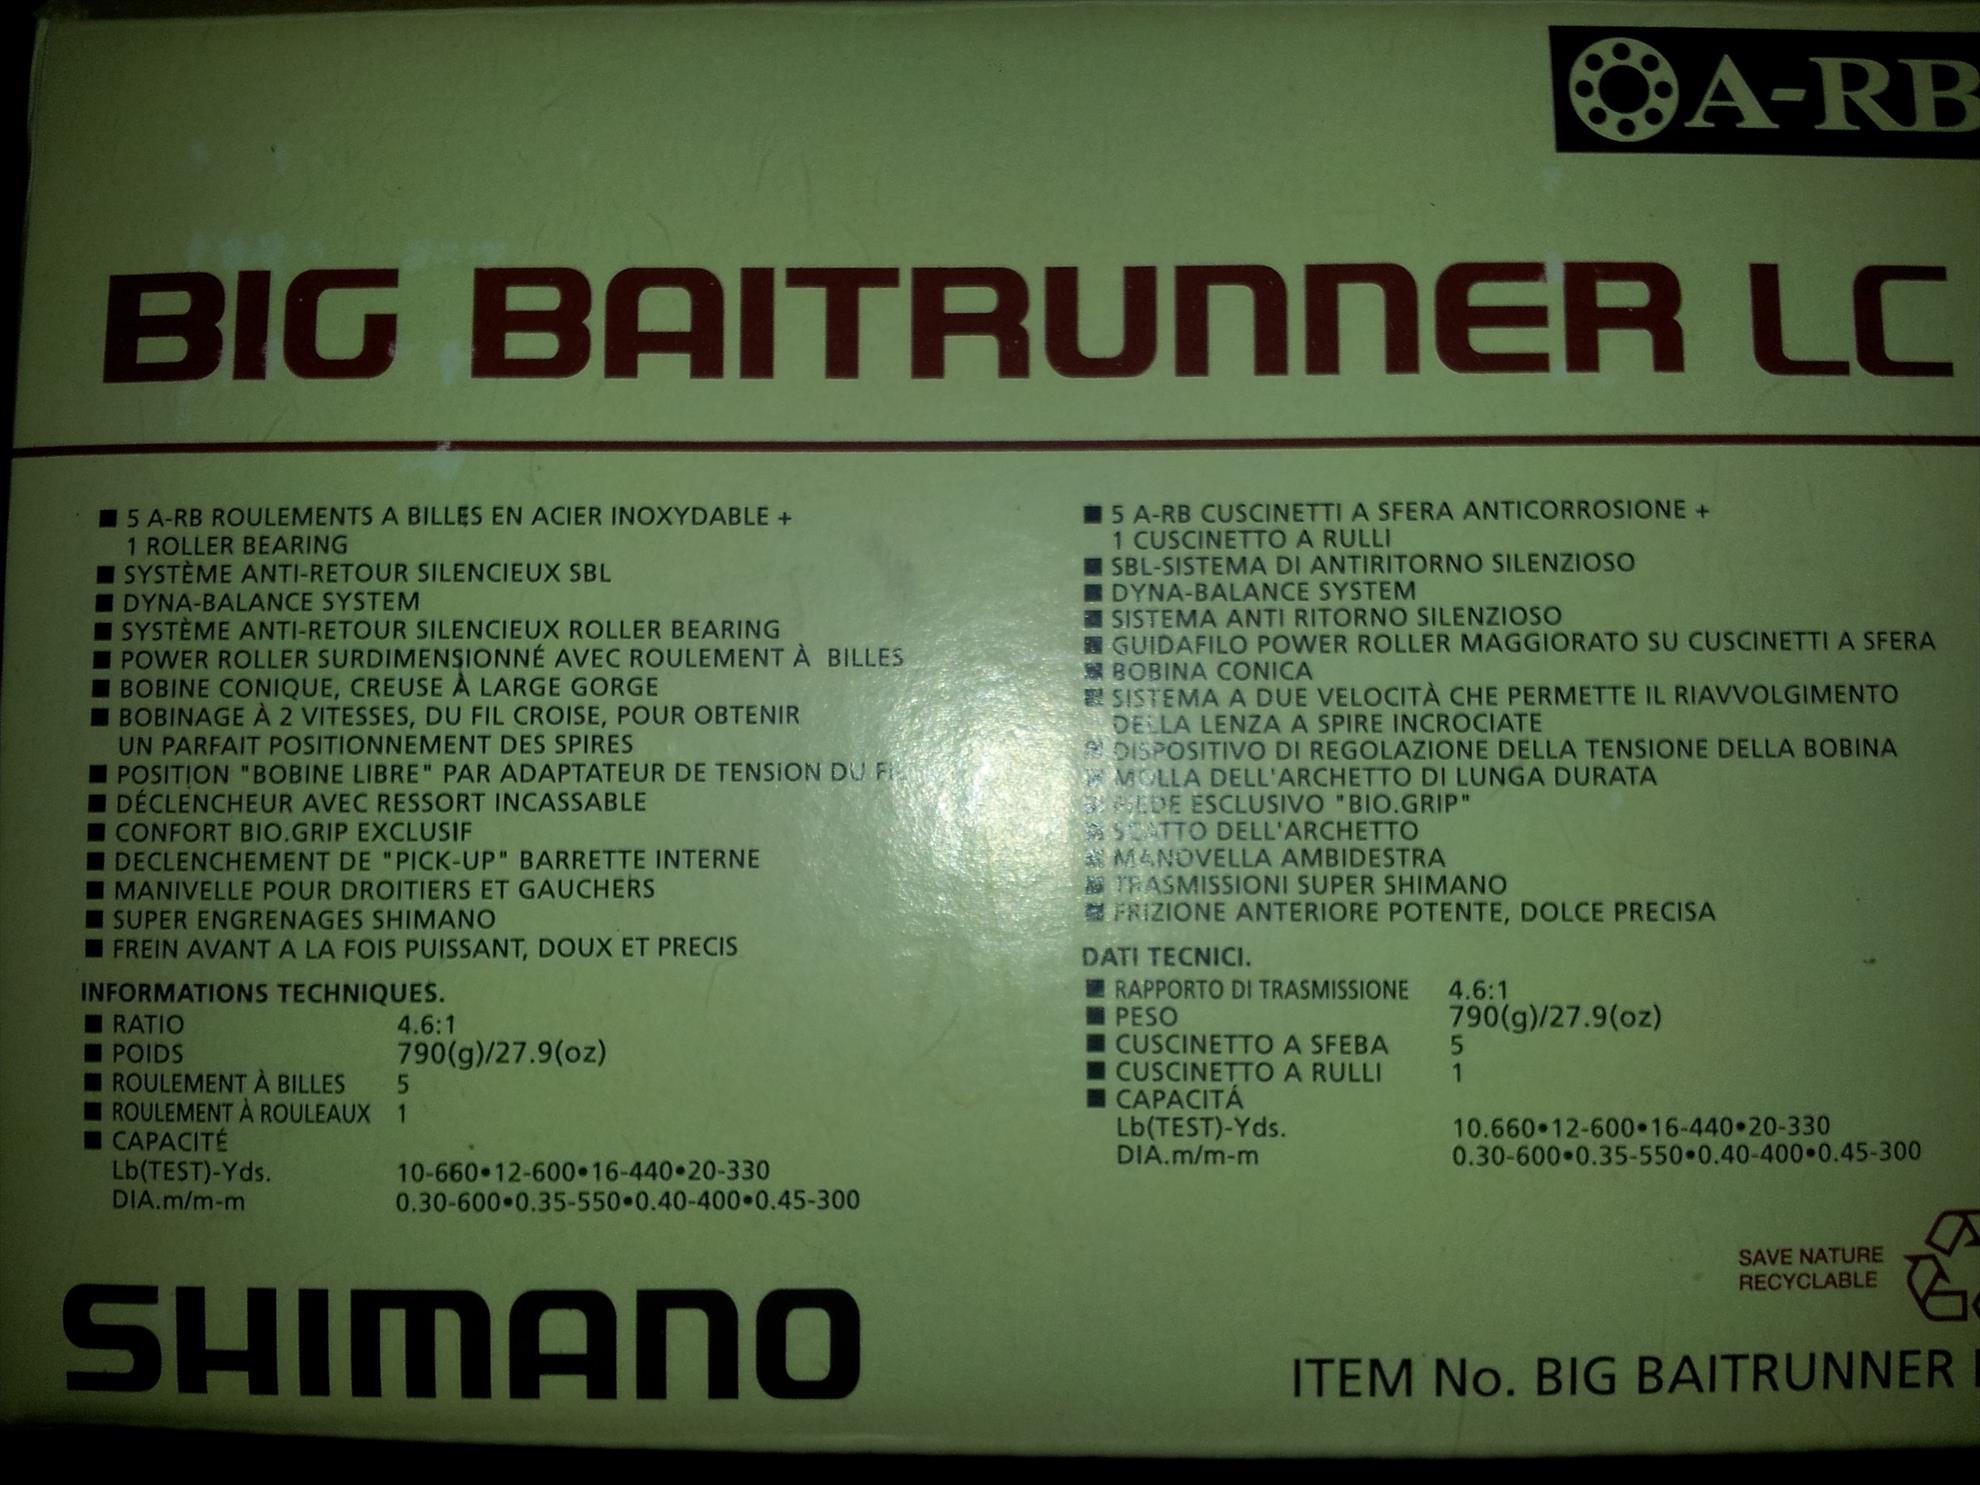 A-RB
BIG BAITRUNNER LC
5 A-RB ROULEMENTS A BILLES EN ACIER INOXYDABLE +
1 ROLLER BEARING
SYSTÈME ANTI-RETOUR SILENCIEUX SBL
DYNA-BALANCE SYSTEM
SYSTÈME ANTI-RETOUR SILENCIEUX ROLLER BEARING
POWER ROLLER SURDIMENSIONNÉ AVEC ROULEMENT À BILLES
BOBINE CONIQUE, CREUSE À LARGE GORGE
BOBINAGE À 2 VITESSES, DU FIL CROISE, POUR OBTENIR
UN PARFAIT POSITIONNEMENT DES SPIRES
POSITION "BOBINE LIBRE" PAR ADAPTATEUR DE TENSION DU
DÉCLENCHEUR AVEC RESSORT INCASSABLE
CONFORT BIO.GRIP EXCLUSIF
DECLENCHEMENT DE "PICK-UP" BARRETTE INTERNE
MANIVELLE POUR DROITIERS ET GAUCHERS
SUPER ENGRENAGES SHIMANO
FREIN AVANT A LA FOIS PUISSANT, DOUX ET PRECIS
INFORMATIONS TECHNIQUES.
RATIO 4.6:1
POIDS 790(g)/27.9(oz)
ROULEMENT À BILLES 5
ROULEMENT À ROULEAUX 1
CAPACITÉ
Lb(TEST)-Yds. 10-660•12-600•16-440•20-330
DIA.m/m-m 0.30-600•0.35-550•0.40-400•0.45-300
5 A-RB CUSCINETTI A SFERA ANTICORROSIONE +
1 CUSCINETTO A RULLI
SBL-SISTEMA DI ANTIRITORNO SILENZIOSO
DYNA-BALANCE SYSTEM
SISTEMA ANTI RITORNO SILENZIOSO
GUIDAFILO POWER ROLLER MAGGIORATO SU CUSCINETTI A SFERA
BOBINA CONICA
SISTEMA A DUE VELOCITÀ CHE PERMETTE IL RIAVVOLGIMENTO
DELLA LENZA A SPIRE INCROCIATE
DISPOSITIVO DI REGOLAZIONE DELLA TENSIONE DELLA BOBINA
MOLLA DELL'ARCHETTO DI LUNGA DURATA
ESCLUSIVO "BIO.GRIP"
SCATTO DELL'ARCHETTO
MANOVELLA AMBIDESTRA
TRASMISSIONI SUPER SHIMANO
FRIZIONE ANTERIORE POTENTE, DOLCE PRECISA
DATI TECNICI.
RAPPORTO DI TRASMISSIONE 4.6:1
PESO 790(g)/27.9(oz)
CUSCINETTO A SFEBA 5
CUSCINETTO A RULLI 1
CAPACITÁ
Lb(TEST)-Yds. 10.660•12-600•16-440•20-330
DIA.m/m-m 0.30-600•0.35-550•0.40-400•0.45-300
SAVE NATURE
RECYCLABLE
SHIMANO
ITEM No. BIG BAITRUNNER